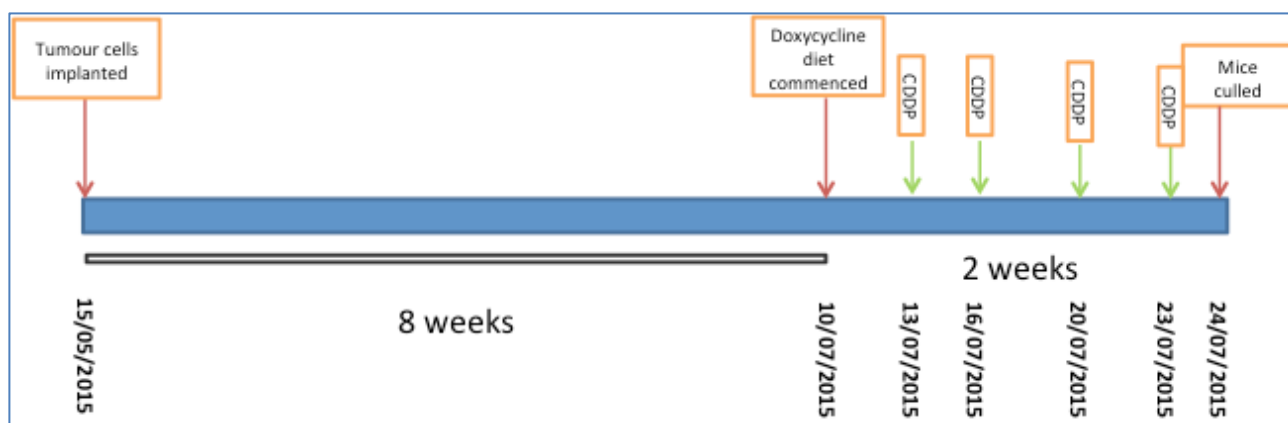 Tumour cells
implanted
Doxycycline
diet
commenced
CDDP
CDDP
CDDP
CDDP
Mice
culled
8 weeks
2 weeks
15/05/2015
10/07/2015
13/07/2015
16/07/2015
20/07/2015
23/07/2015
24/07/2015